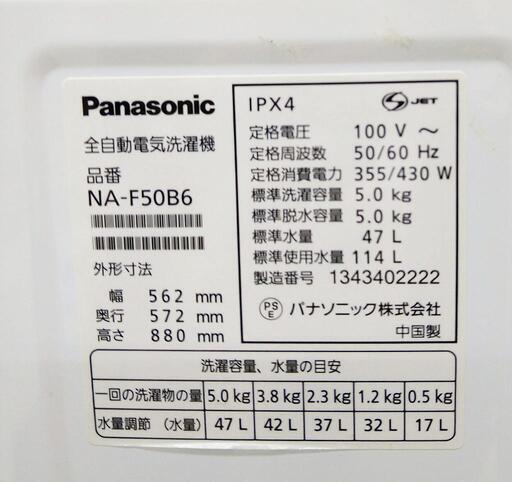 Panasonic
全自動電気洗濯機
品番
NA-F50B6
外形寸法
幅 562 mm
奥行 572 mm
高さ 880 mm
IPX4
S JET
定格電圧 100 V ～
定格周波数 50/60 Hz
定格消費電力 355/430 W
標準洗濯容量 5.0 kg
標準脱水容量 5.0 kg
標準水量 47 L
標準使用水量 114 L
製造番号 1343402222
PS E パナソニック株式会社
中国製
洗濯容量、水量の目安
一回の洗濯物の量 5.0 kg 3.8 kg 2.3 kg 1.2 kg 0.5 kg
水量調節 (水量) 47 L 42 L 37 L 32 L 17 L